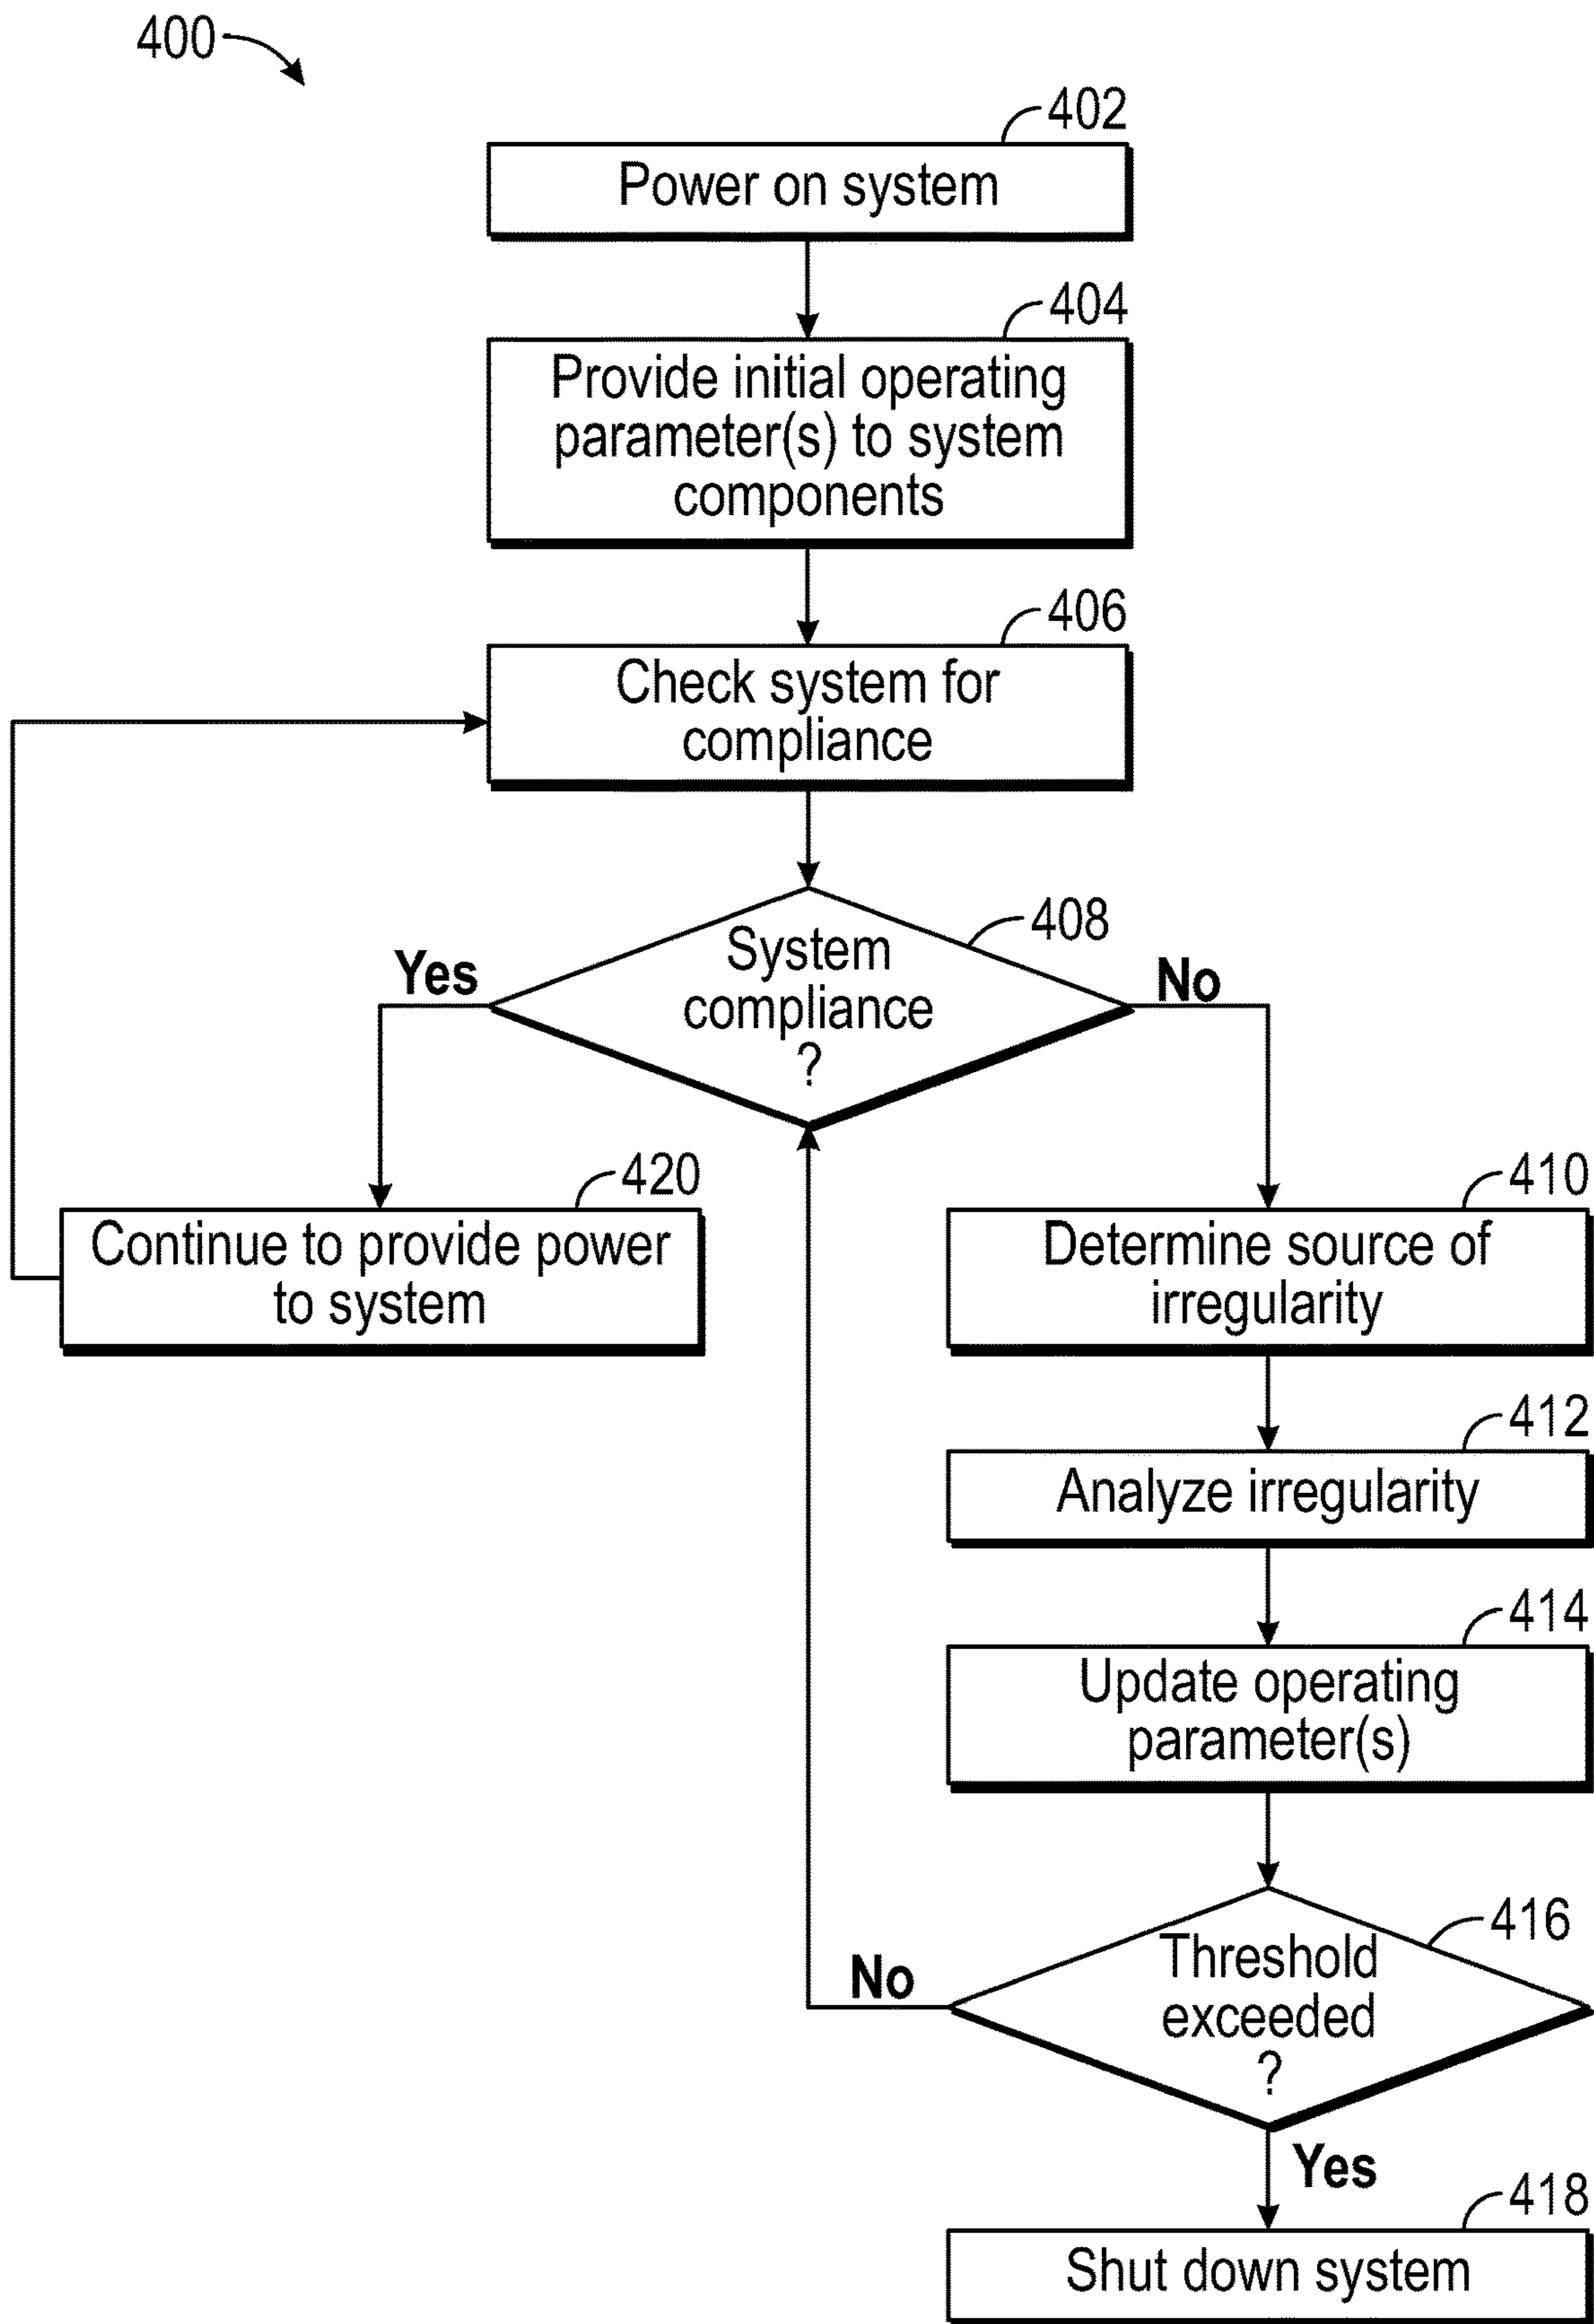 400
402
Power on system
404
Provide initial operating
parameter(s) to system
components
406
Check system for
compliance
408
System
compliance
?
Yes
No
420
Continue to provide power
to system
410
Determine source of
irregularity
412
Analyze irregularity
414
Update operating
parameter(s)
416
Threshold
exceeded
?
No
Yes
418
Shut down system